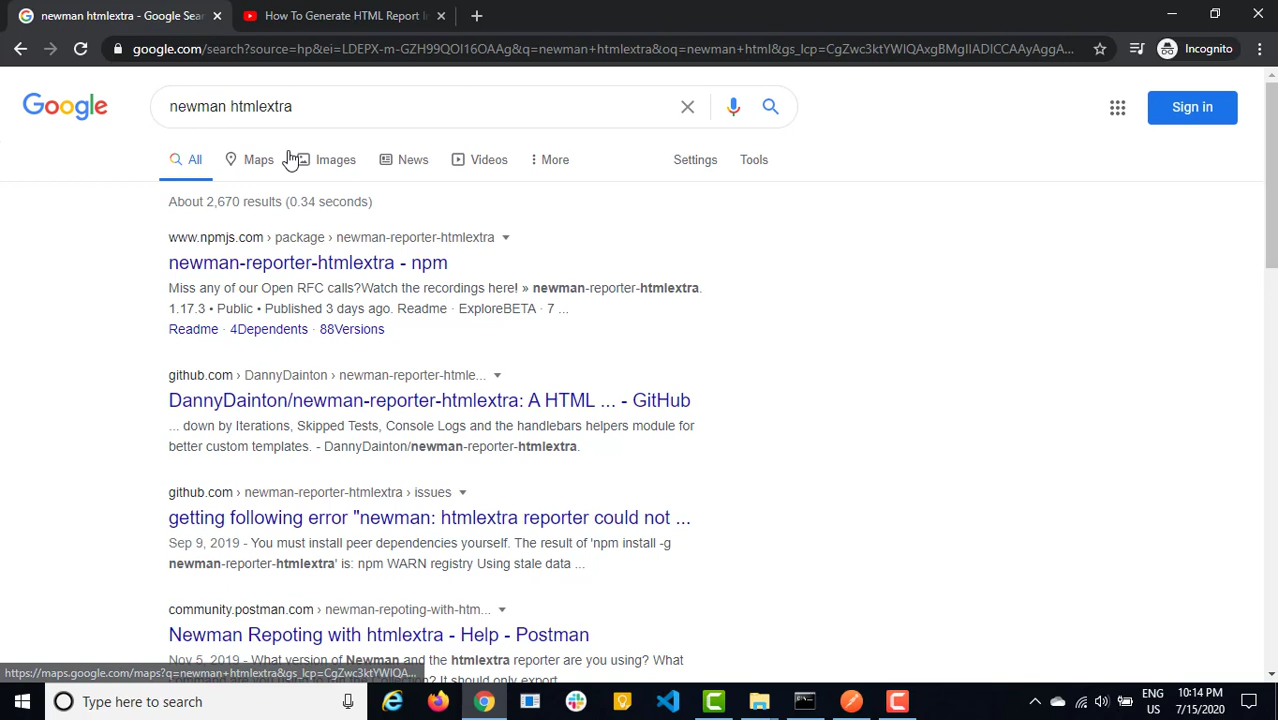 newman htmlextra - Google Sear
How To Generate HTML Report I
google.com/search?source=hp&ei=LDEPX-m-GZH99QOI16OAAg&q=newman+htmlextra&oq=newman+html&gs_lcp=CgZwc3ktYWIQAxgBMgIIADICCAAyAggA...
Incognito
Google
newman htmlextra
Sign in
All
Maps
Images
News
Videos
More
Settings
Tools
About 2,670 results (0.34 seconds)
www.npmjs.com › package › newman-reporter-htmlextra
newman-reporter-htmlextra - npm
Miss any of our Open RFC calls?Watch the recordings here! » newman-reporter-htmlextra.
1.17.3 • Public • Published 3 days ago. Readme · ExploreBETA · 7 ...
Readme · 4Dependents · 88Versions
github.com › DannyDainton › newman-reporter-htmle...
DannyDainton/newman-reporter-htmlextra: A HTML ... - GitHub
... down by Iterations, Skipped Tests, Console Logs and the handlebars helpers module for
better custom templates. - DannyDainton/newman-reporter-htmlextra.
github.com › newman-reporter-htmlextra › issues
getting following error "newman: htmlextra reporter could not ...
Sep 9, 2019 - You must install peer dependencies yourself. The result of 'npm install -g
newman-reporter-htmlextra' is: npm WARN registry Using stale data ...
community.postman.com › newman-repoting-with-htm...
Newman Repoting with htmlextra - Help - Postman
Nov 5, 2019 - What version of Newman and the htmlextra reporter are you using? What
https://maps.google.com/maps?q=newman+htmlextra&gs_lcp=CgZwc3ktYWIQA...
Type here to search
ENG
US
10:14 PM
7/15/2020